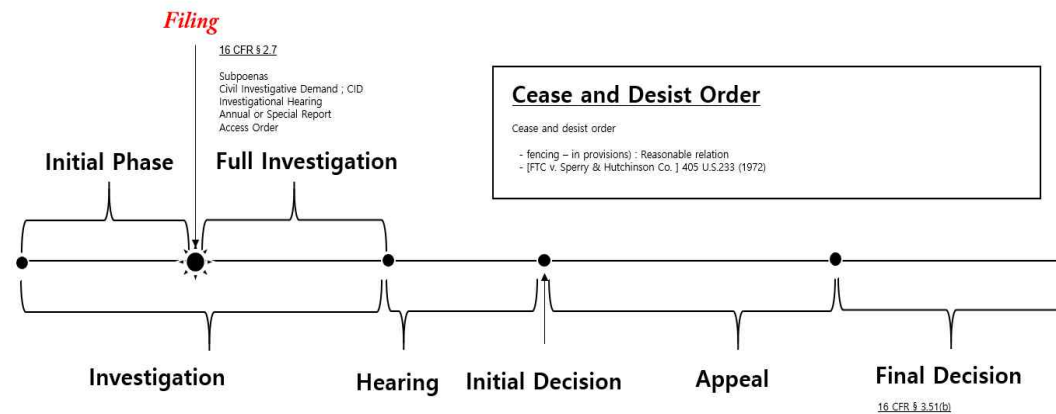 Filing
16 CFR § 2.7
Subpoenas
Civil Investigative Demand ; CID
Investigational Hearing
Annual or Special Report
Access Order
Cease and Desist Order
Cease and desist order
- fencing – in provisions) : Reasonable relation
- [FTC v. Sperry & Hutchinson Co. ] 405 U.S.233 (1972)
Initial Phase
Full Investigation
Investigation
Hearing
Initial Decision
Appeal
Final Decision
16 CFR § 3.51(b)